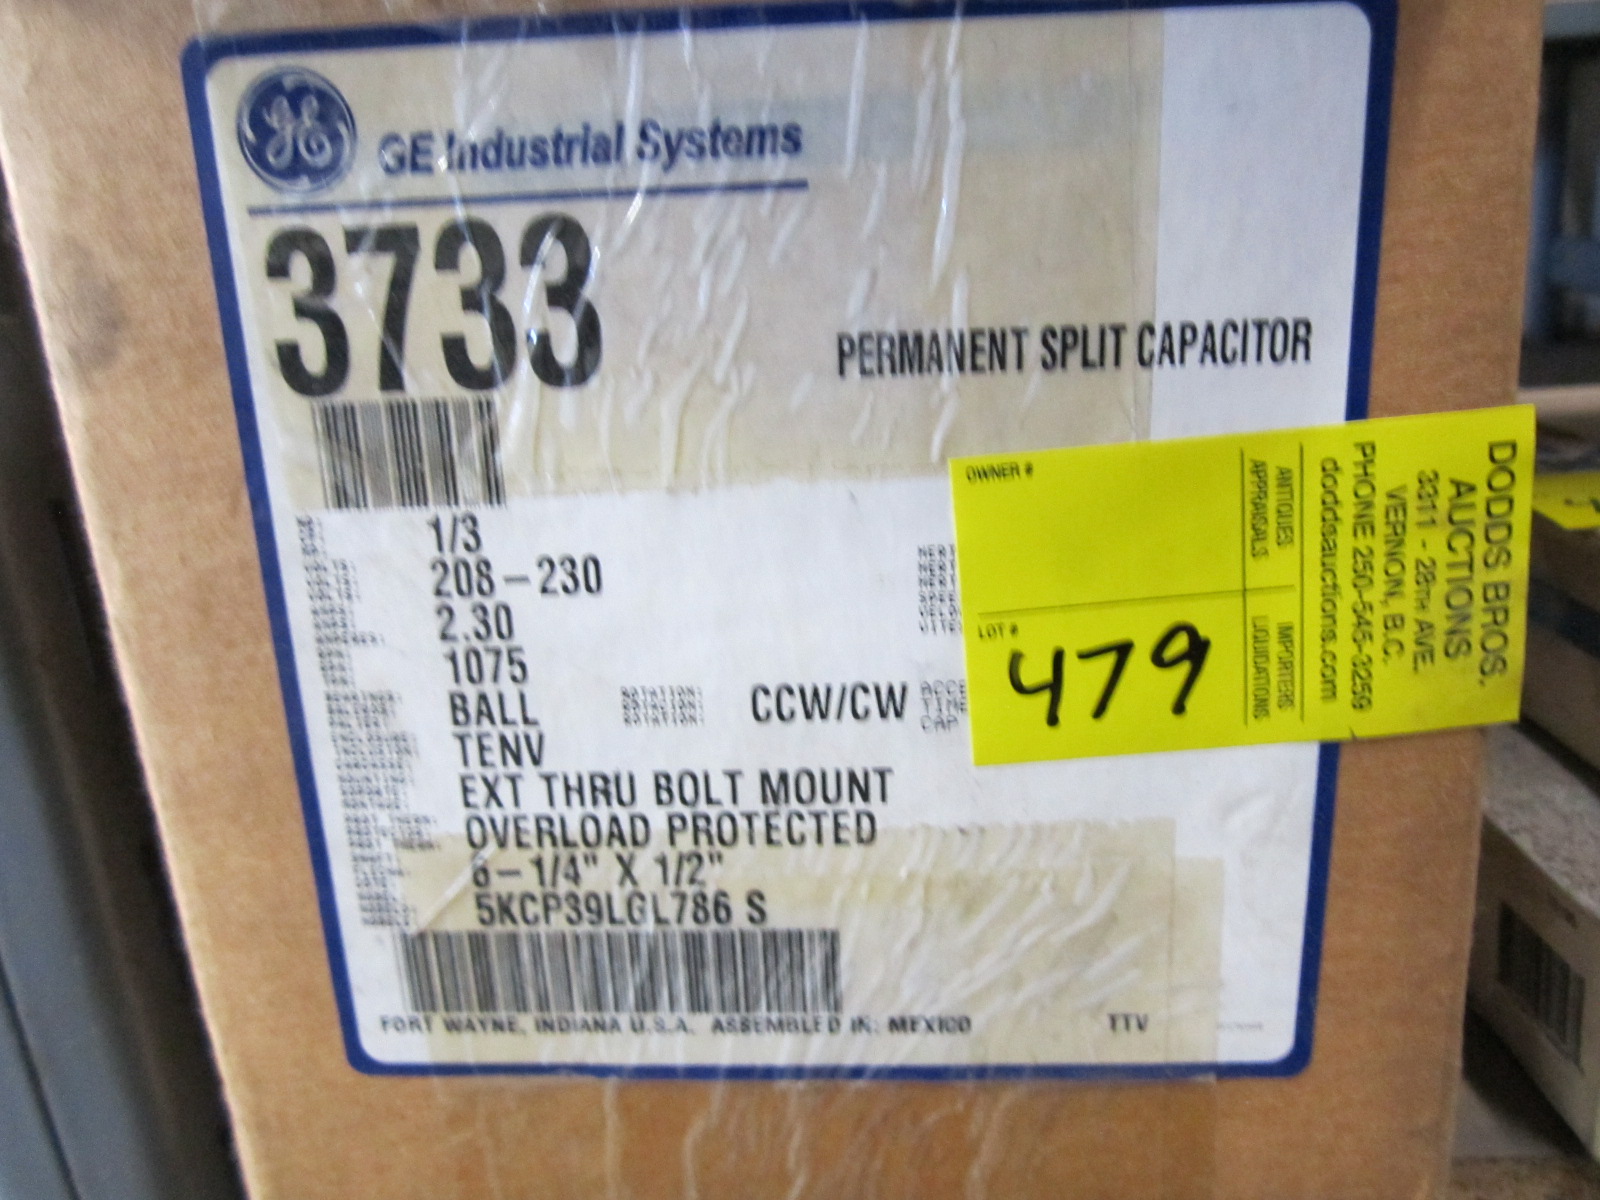 GE
GE Industrial Systems
3733
PERMANENT SPLIT CAPACITOR
1/3
208-230
2.30
1075
BALL
ROTATION:
CCW/CW
TENV
EXT THRU BOLT MOUNT
OVERLOAD PROTECTED
6-1/4" X 1/2"
5KCP39LGL786 S
FORT WAYNE, INDIANA U.S.A. ASSEMBLED IN: MEXICO TTV
OWNER #
LOT #
479
ANTIQUES IMPORTERS
APPRAISALS LIQUIDATIONS
DODDS BROS.
AUCTIONS
3311 - 28TH AVE.
VERNON, B.C.
PHONE 250-545-3259
doddsauctions.com